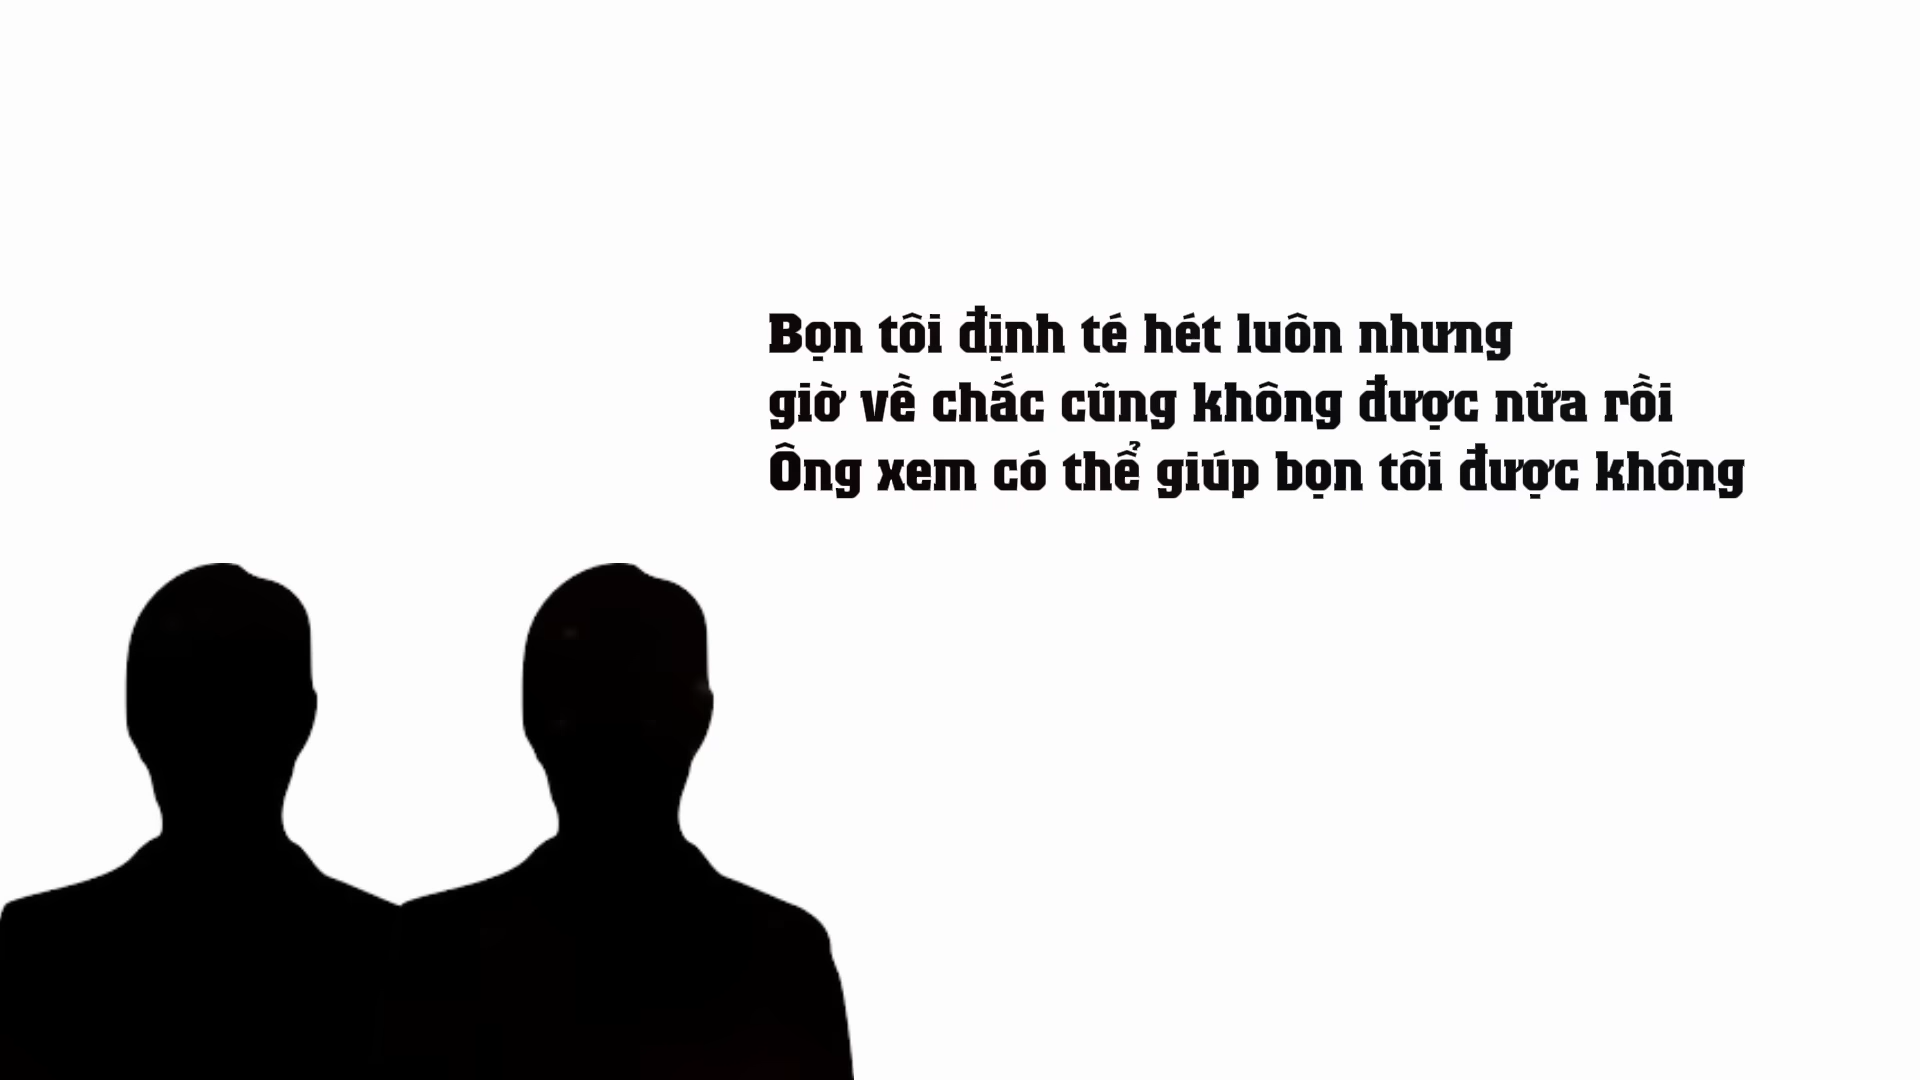 Bọn tôi định té hét luôn nhưng
giờ về chắc cũng không được nữa rồi
Ông xem có thể giúp bọn tôi được không